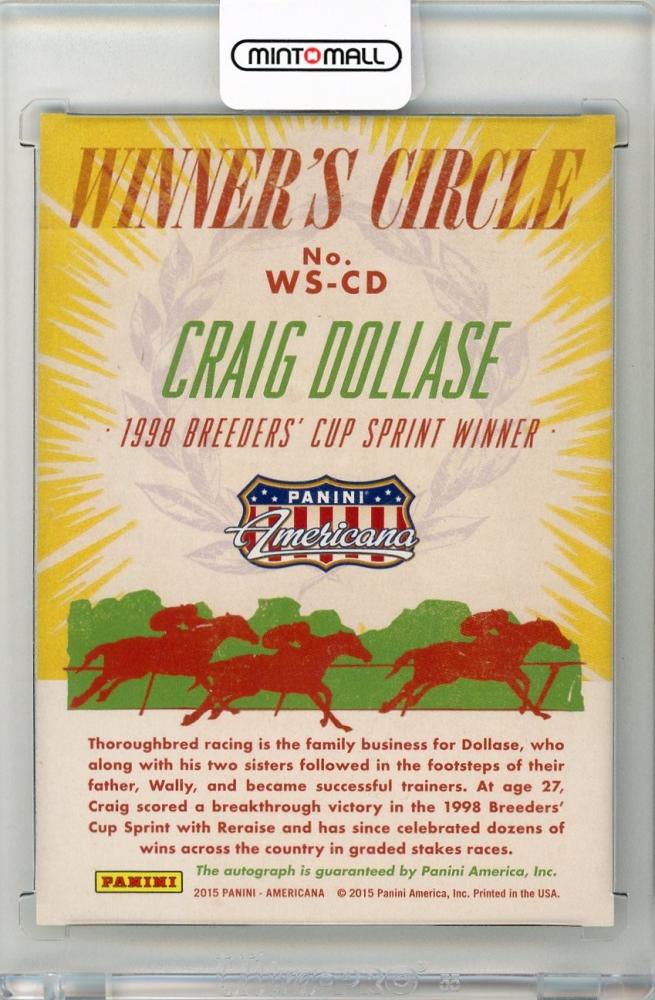 MINT MALL
WINNER'S CIRCLE
No.
WS-CD
CRAIG DOLLASE
· 1998 BREEDERS' CUP SPRINT WINNER ·
PANINI
Americana
Thoroughbred racing is the family business for Dollase, who
along with his two sisters followed in the footsteps of their
father, Wally, and became successful trainers. At age 27,
Craig scored a breakthrough victory in the 1998 Breeders'
Cup Sprint with Reraise and has since celebrated dozens of
wins across the country in graded stakes races.
The autograph is guaranteed by Panini America, Inc.
PANINI
2015 PANINI - AMERICANA © 2015 Panini America, Inc. Printed in the USA.